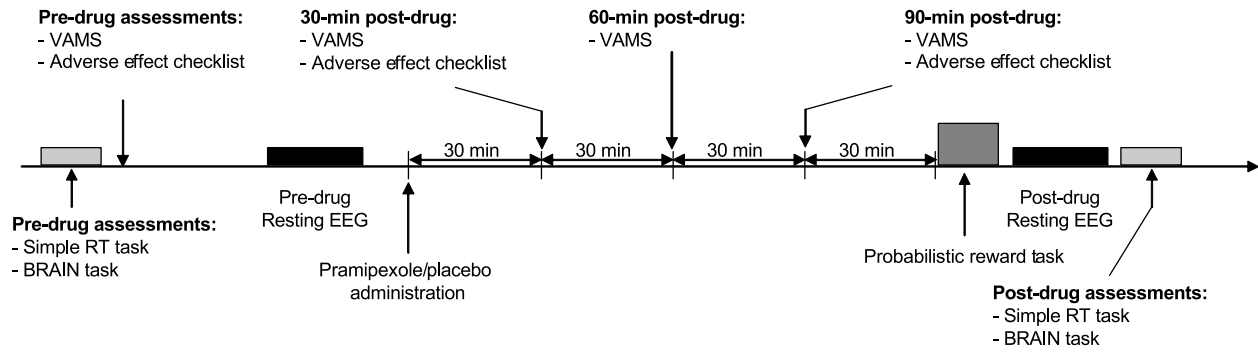 Pre-drug assessments:
- VAMS
- Adverse effect checklist
30-min post-drug:
- VAMS
- Adverse effect checklist
60-min post-drug:
- VAMS
90-min post-drug:
- VAMS
- Adverse effect checklist
30 min
30 min
30 min
30 min
Pre-drug assessments:
- Simple RT task
- BRAIN task
Pre-drug
Resting EEG
Pramipexole/placebo
administration
Probabilistic reward task
Post-drug
Resting EEG
Post-drug assessments:
- Simple RT task
- BRAIN task